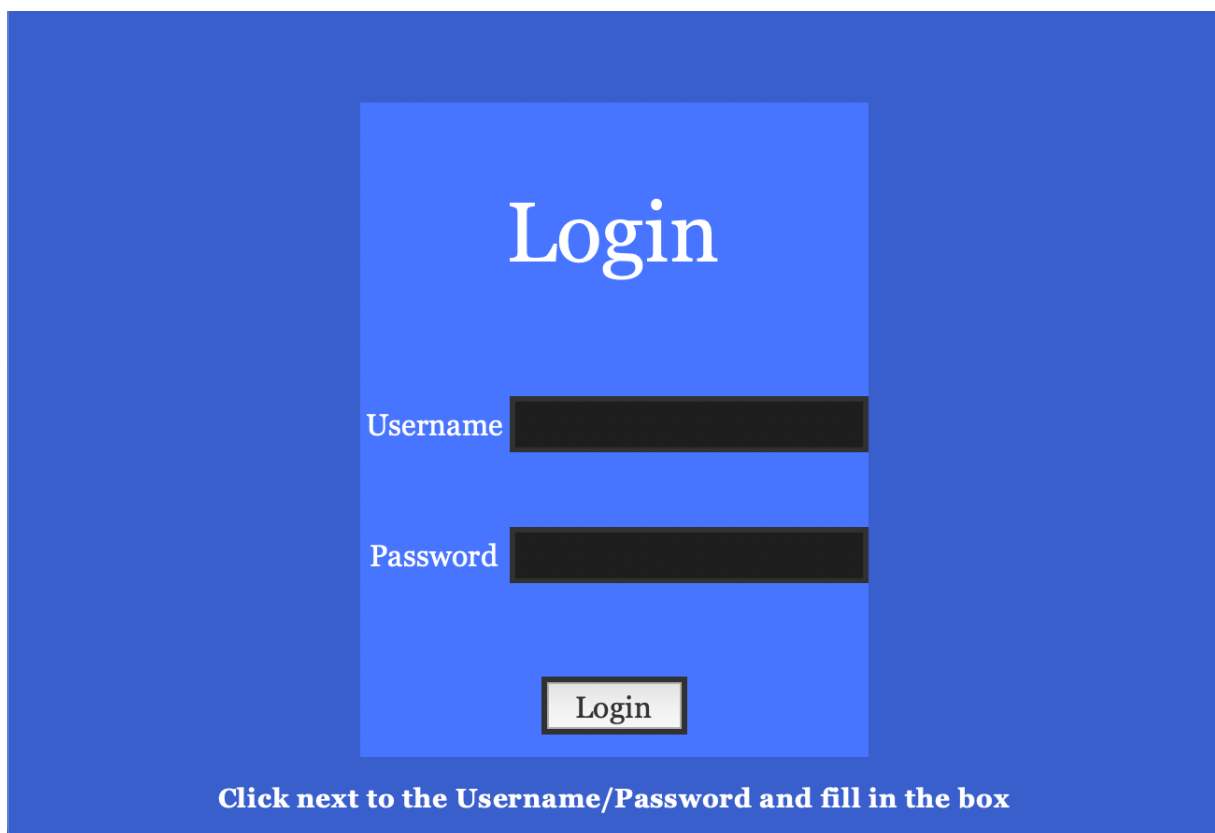 Login
Username
Password
Login
Click next to the Username/Password and fill in the box